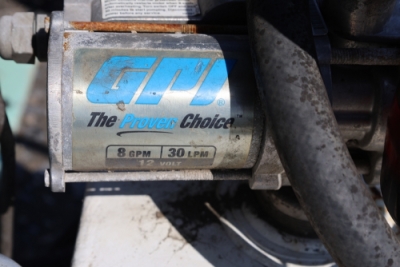 GPI®
The Proven Choice
8 GPM 30 LPM
12 VOLT